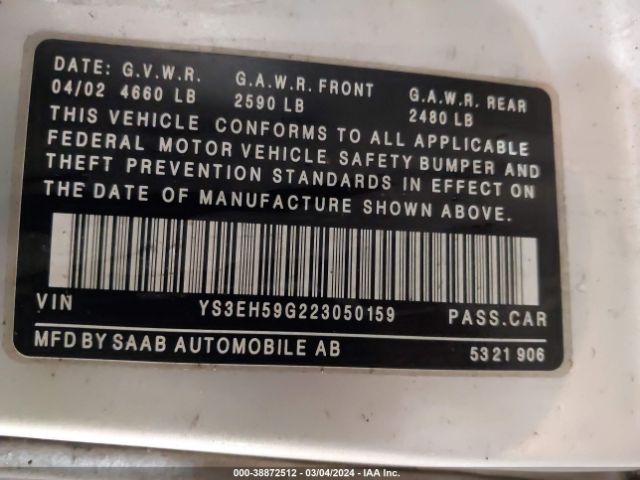 DATE: G.V.W.R. G.A.W.R. FRONT G.A.W.R. REAR
04/02 4660 LB 2590 LB 2480 LB
THIS VEHICLE CONFORMS TO ALL APPLICABLE
FEDERAL MOTOR VEHICLE SAFETY BUMPER AND
THEFT PREVENTION STANDARDS IN EFFECT ON
THE DATE OF MANUFACTURE SHOWN ABOVE.
VIN YS3EH59G223050159 PASS.CAR
MFD BY SAAB AUTOMOBILE AB 5321906
000-38872512 - 03/04/2024 - IAA Inc.